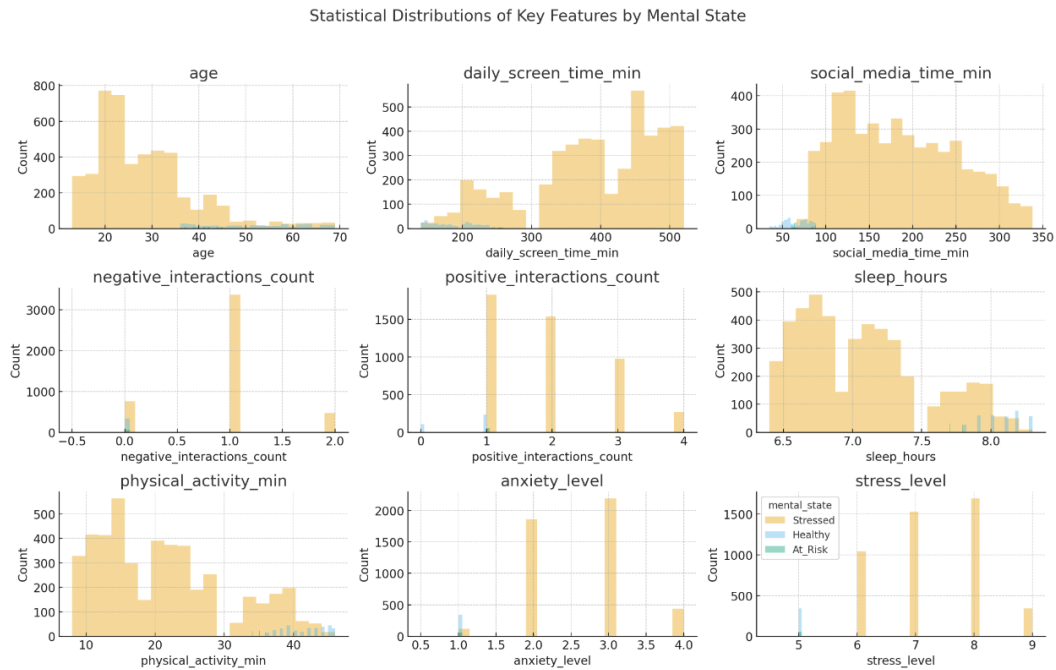 Statistical Distributions of Key Features by Mental State
age
daily_screen_time_min
social_media_time_min
800
600
400
200
0
Count
20 30 40 50 60 70
age
500
400
300
200
100
0
Count
200 300 400 500
daily_screen_time_min
400
300
200
100
0
Count
50 100 150 200 250 300 350
social_media_time_min
negative_interactions_count
positive_interactions_count
sleep_hours
3000
2000
1000
0
Count
-0.5 0.0 0.5 1.0 1.5 2.0
negative_interactions_count
1500
1000
500
0
Count
0 1 2 3 4
positive_interactions_count
500
400
300
200
100
0
Count
6.5 7.0 7.5 8.0
sleep_hours
physical_activity_min
anxiety_level
stress_level
500
400
300
200
100
0
Count
10 20 30 40
physical_activity_min
2000
1500
1000
500
0
Count
0.5 1.0 1.5 2.0 2.5 3.0 3.5 4.0
anxiety_level
1500
1000
500
0
Count
mental_state
Stressed
Healthy
At_Risk
5 6 7 8 9
stress_level